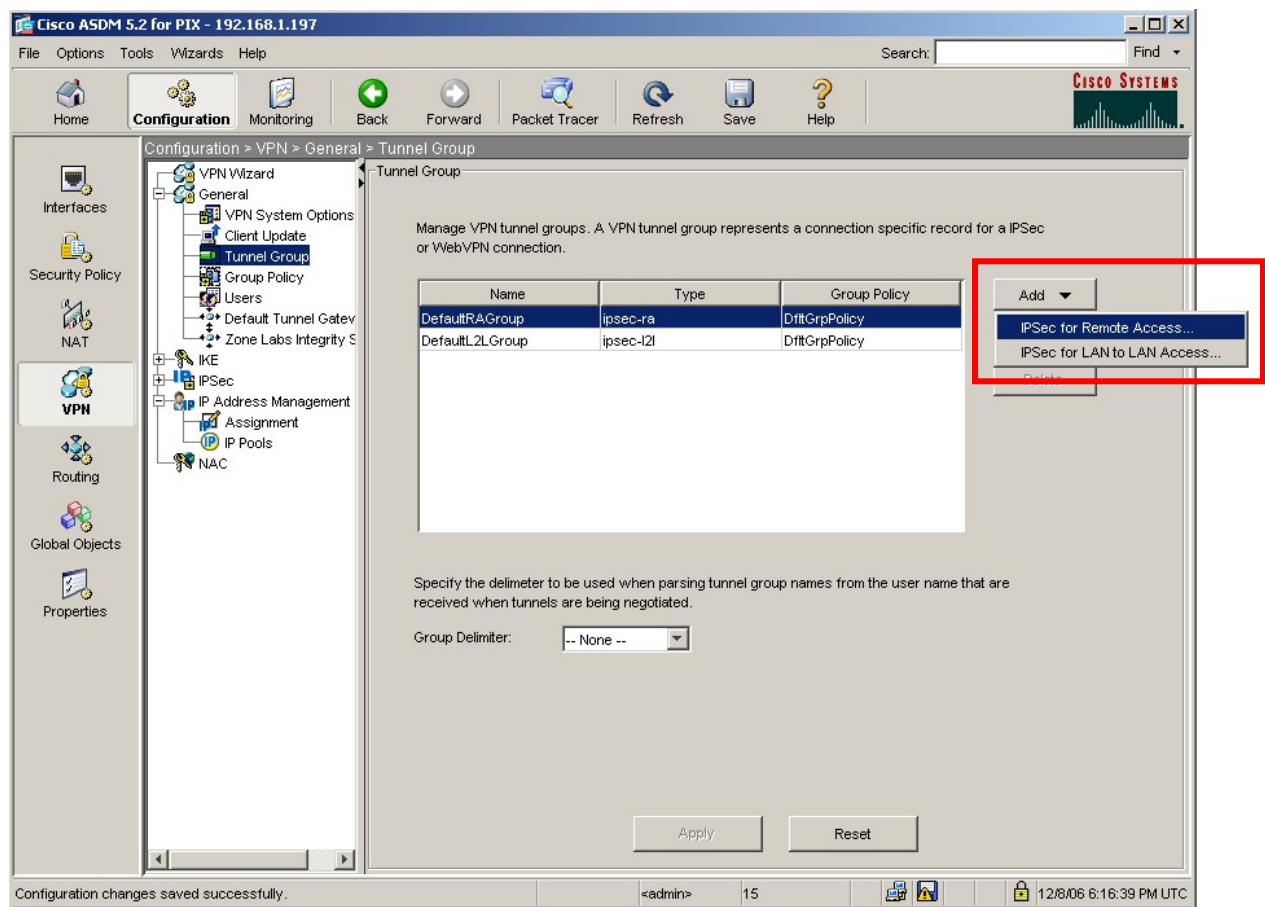 Cisco ASDM 5.2 for PIX - 192.168.1.197
File Options Tools Wizards Help
Search:
Find
Home
Configuration
Monitoring
Back
Forward
Packet Tracer
Refresh
Save
Help
CISCO SYSTEMS
Configuration > VPN > General > Tunnel Group
Interfaces
Security Policy
NAT
VPN
Routing
Global Objects
Properties
VPN Wizard
General
VPN System Options
Client Update
Tunnel Group
Group Policy
Users
Default Tunnel Gatev
Zone Labs Integrity S
IKE
IPSec
IP Address Management
Assignment
IP Pools
NAC
Tunnel Group
Manage VPN tunnel groups. A VPN tunnel group represents a connection specific record for a IPSec
or WebVPN connection.
Name Type Group Policy
DefaultRAGroup ipsec-ra DfltGrpPolicy
DefaultL2LGroup ipsec-l2l DfltGrpPolicy
Add
IPSec for Remote Access...
IPSec for LAN to LAN Access...
Delete
Specify the delimeter to be used when parsing tunnel group names from the user name that are
received when tunnels are being negotiated.
Group Delimiter: -- None --
Apply
Reset
Configuration changes saved successfully.
<admin>
15
12/8/06 6:16:39 PM UTC